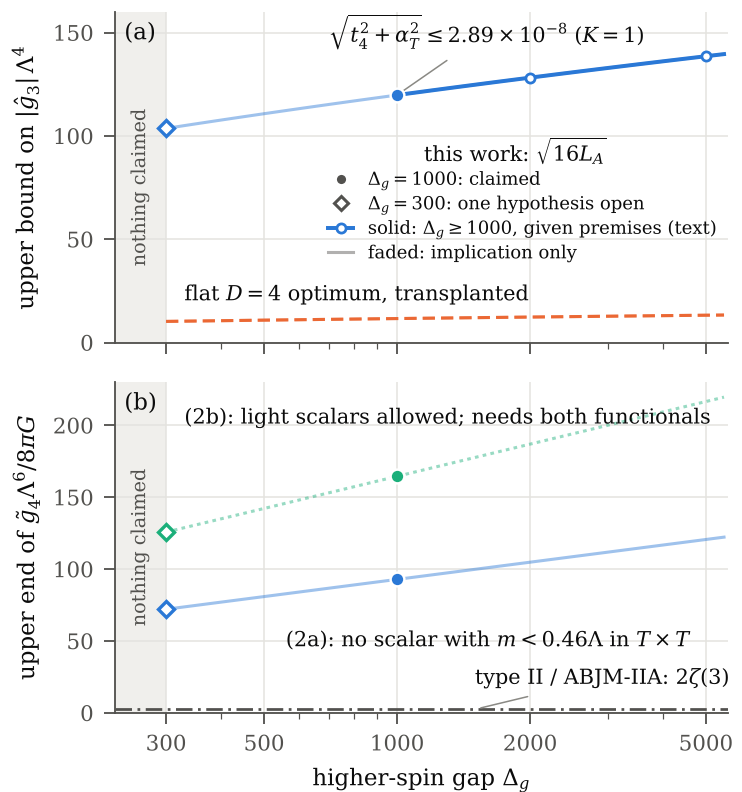 (a)
√(t₄² + α_T²) ≤ 2.89 × 10⁻⁸ (K = 1)
upper bound on |ĝ₃| Λ⁴
150
100
50
0
nothing claimed
this work: √(16L_A)
Δ_g = 1000: claimed
Δ_g = 300: one hypothesis open
solid: Δ_g ≥ 1000, given premises (text)
faded: implication only
flat D = 4 optimum, transplanted
(b)
upper end of g̃₄Λ⁶/8πG
200
150
100
50
0
nothing claimed
(2b): light scalars allowed; needs both functionals
(2a): no scalar with m < 0.46Λ in T × T
type II / ABJM-IIA: 2ζ(3)
300
500
1000
2000
5000
higher-spin gap Δ_g